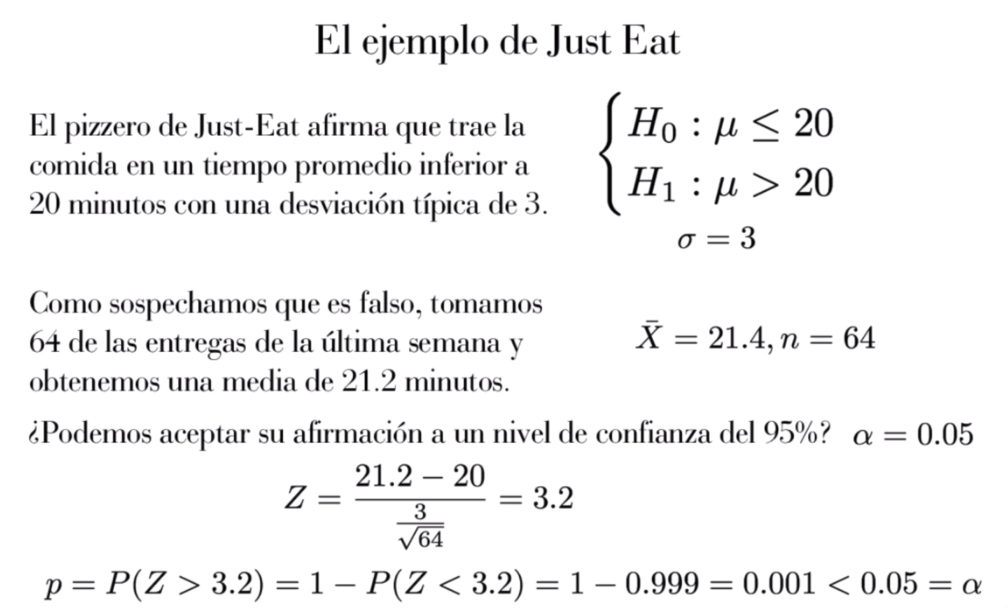 El ejemplo de Just Eat
El pizzero de Just-Eat afirma que trae la
comida en un tiempo promedio inferior a
20 minutos con una desviación típica de 3.
H₀ : μ ≤ 20
H₁ : μ > 20
σ = 3
Como sospechamos que es falso, tomamos
64 de las entregas de la última semana y
obtenemos una media de 21.2 minutos.
X̄ = 21.4, n = 64
¿Podemos aceptar su afirmación a un nivel de confianza del 95%? α = 0.05
Z = (21.2 − 20) / (3 / √64) = 3.2
p = P(Z > 3.2) = 1 − P(Z < 3.2) = 1 − 0.999 = 0.001 < 0.05 = α